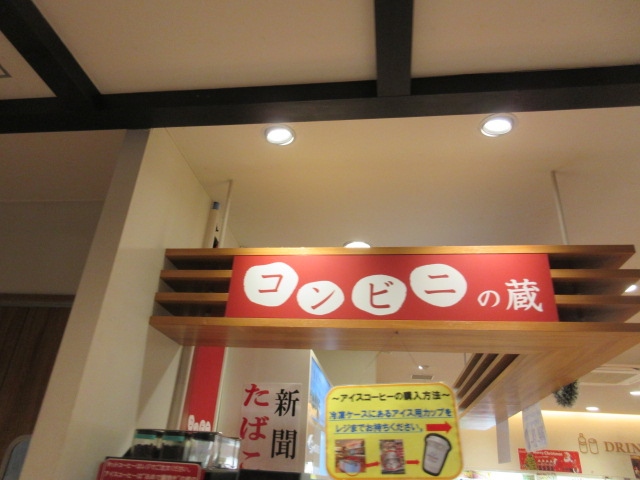 コンビニの蔵
新聞
たばこ
～アイスコーヒーの購入方法～
冷凍ケースにあるアイス用カップを
レジまでお持ちください。
DRIN